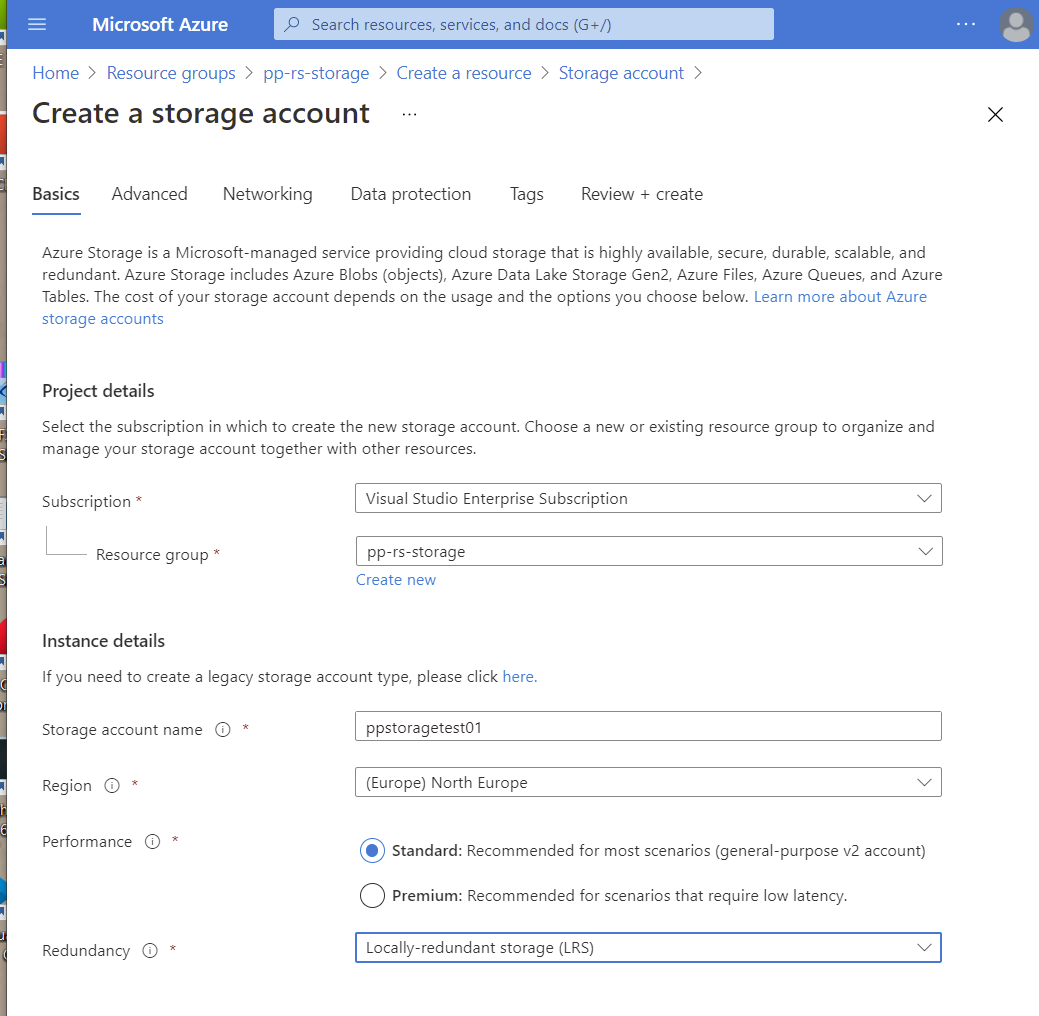 Microsoft Azure
Search resources, services, and docs (G+/)
Home > Resource groups > pp-rs-storage > Create a resource > Storage account >
Create a storage account ...
Basics
Advanced
Networking
Data protection
Tags
Review + create
Azure Storage is a Microsoft-managed service providing cloud storage that is highly available, secure, durable, scalable, and
redundant. Azure Storage includes Azure Blobs (objects), Azure Data Lake Storage Gen2, Azure Files, Azure Queues, and Azure
Tables. The cost of your storage account depends on the usage and the options you choose below. Learn more about Azure
storage accounts
Project details
Select the subscription in which to create the new storage account. Choose a new or existing resource group to organize and
manage your storage account together with other resources.
Subscription *
Visual Studio Enterprise Subscription
Resource group *
pp-rs-storage
Create new
Instance details
If you need to create a legacy storage account type, please click here.
Storage account name *
ppstoragetest01
Region *
(Europe) North Europe
Performance *
Standard: Recommended for most scenarios (general-purpose v2 account)
Premium: Recommended for scenarios that require low latency.
Redundancy *
Locally-redundant storage (LRS)